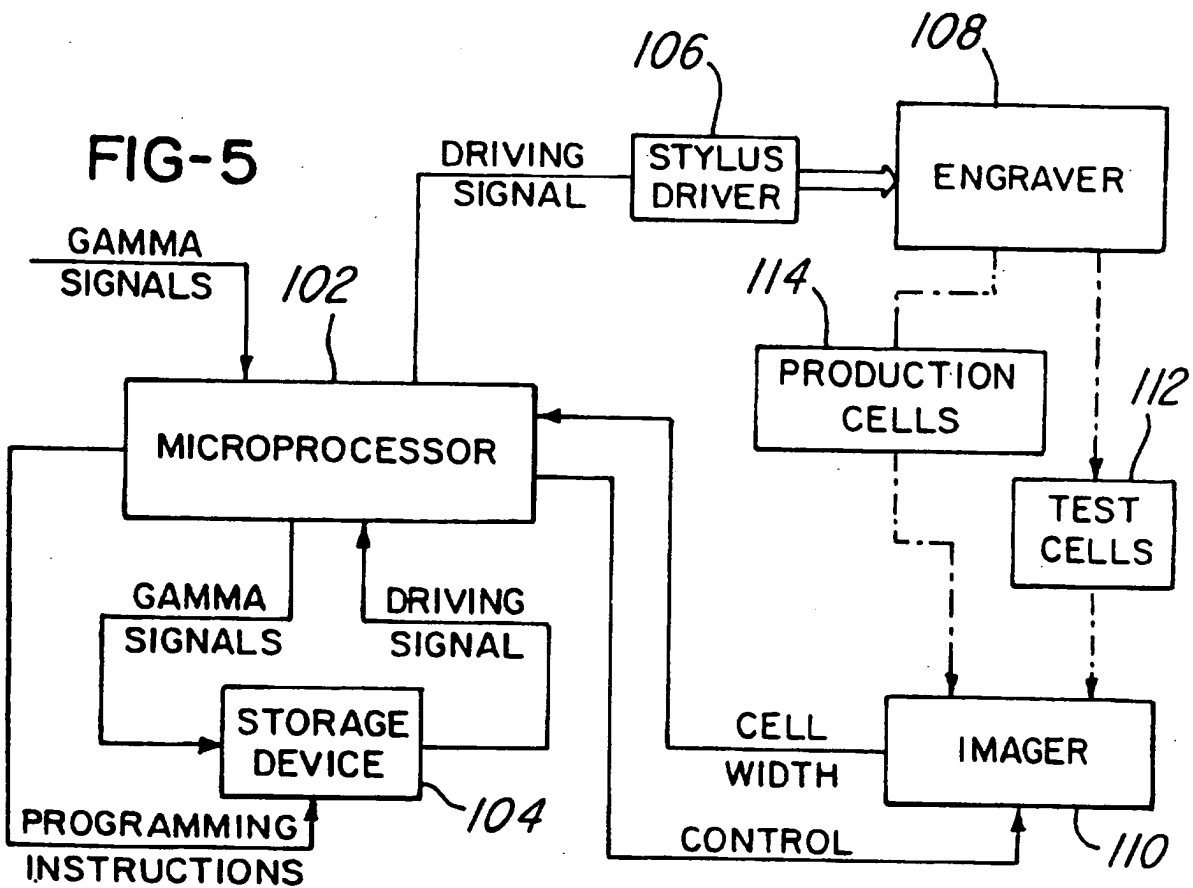 108
106
FIG-5
DRIVING
SIGNAL
STYLUS
DRIVER
ENGRAVER
GAMMA
SIGNALS
102
114
PRODUCTION
CELLS
112
MICROPROCESSOR
TEST
CELLS
GAMMA
SIGNALS
DRIVING
SIGNAL
STORAGE
DEVICE
CELL
WIDTH
IMAGER
104
PROGRAMMING
INSTRUCTIONS
CONTROL
110